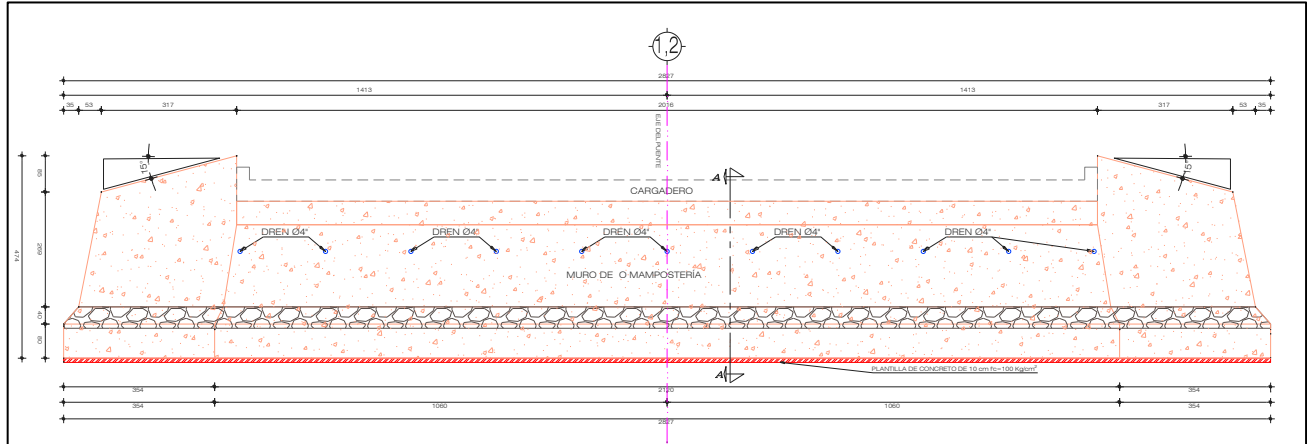 1,2
2827
1413 1413
35 53 317 2016 317 53 35
EJE DEL PUENTE
15° 15°
A
CARGADERO
DREN Ø4" DREN Ø4" DREN Ø4" DREN Ø4" DREN Ø4"
MURO DE O MAMPOSTERÍA
85
269
474
40
80
PLANTILLA DE CONCRETO DE 10 cm f'c=100 Kg/cm²
A
354 2120 354
354 1060 1060 354
2827